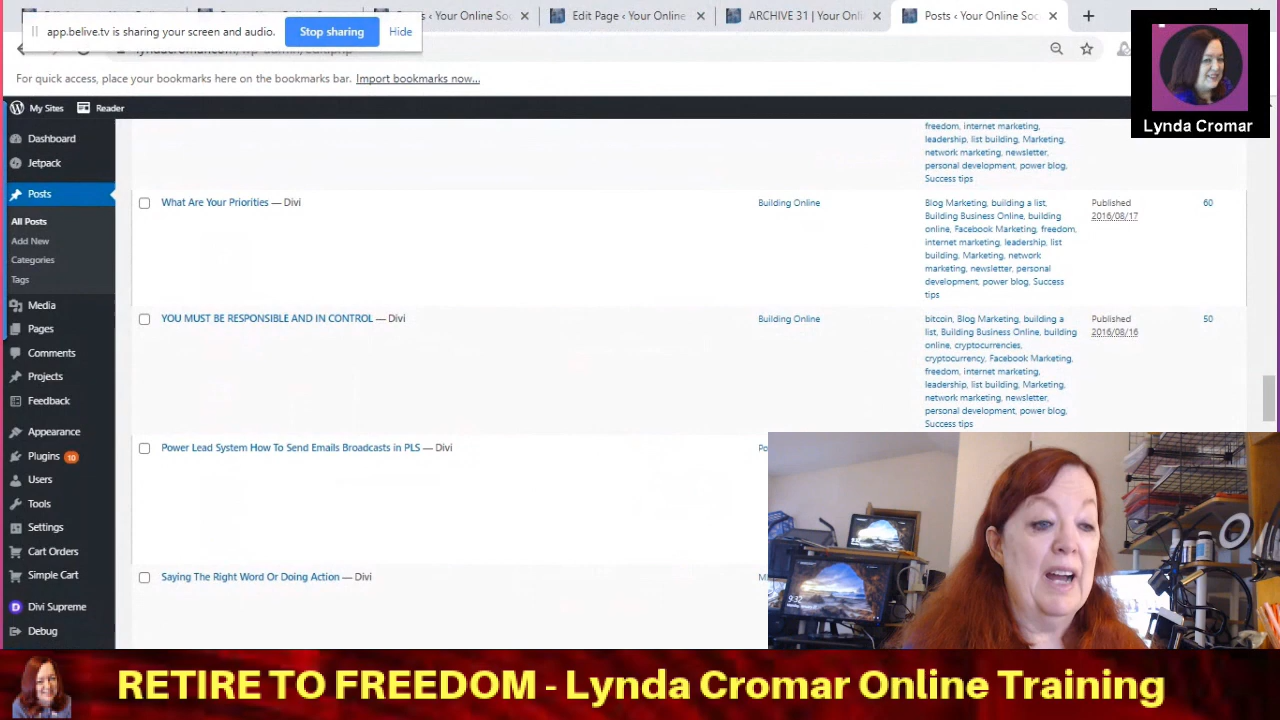 app.belive.tv is sharing your screen and audio.
Stop sharing
Hide
‹ Your Online Soc
Edit Page ‹ Your Online
ARCHIVE 31 | Your Onli
Posts ‹ Your Online Soc
For quick access, place your bookmarks here on the bookmarks bar. Import bookmarks now...
Lynda Cromar
My Sites
Reader
Dashboard
Jetpack
Posts
All Posts
Add New
Categories
Tags
Media
Pages
Comments
Projects
Feedback
Appearance
Plugins 10
Users
Tools
Settings
Cart Orders
Simple Cart
Divi Supreme
Debug
freedom, internet marketing,
leadership, list building, Marketing,
network marketing, newsletter,
personal development, power blog,
Success tips
What Are Your Priorities — Divi
Building Online
Blog Marketing, building a list,
Building Business Online, building
online, Facebook Marketing, freedom,
internet marketing, leadership, list
building, Marketing, network
marketing, newsletter, personal
development, power blog, Success
tips
Published
2016/08/17
60
YOU MUST BE RESPONSIBLE AND IN CONTROL — Divi
Building Online
bitcoin, Blog Marketing, building a
list, Building Business Online, building
online, cryptocurrencies,
cryptocurrency, Facebook Marketing,
freedom, internet marketing,
leadership, list building, Marketing,
network marketing, newsletter,
personal development, power blog,
Success tips
Published
2016/08/16
50
Power Lead System How To Send Emails Broadcasts in PLS — Divi
Saying The Right Word Or Doing Action — Divi
9:32
RETIRE TO FREEDOM - Lynda Cromar Online Training